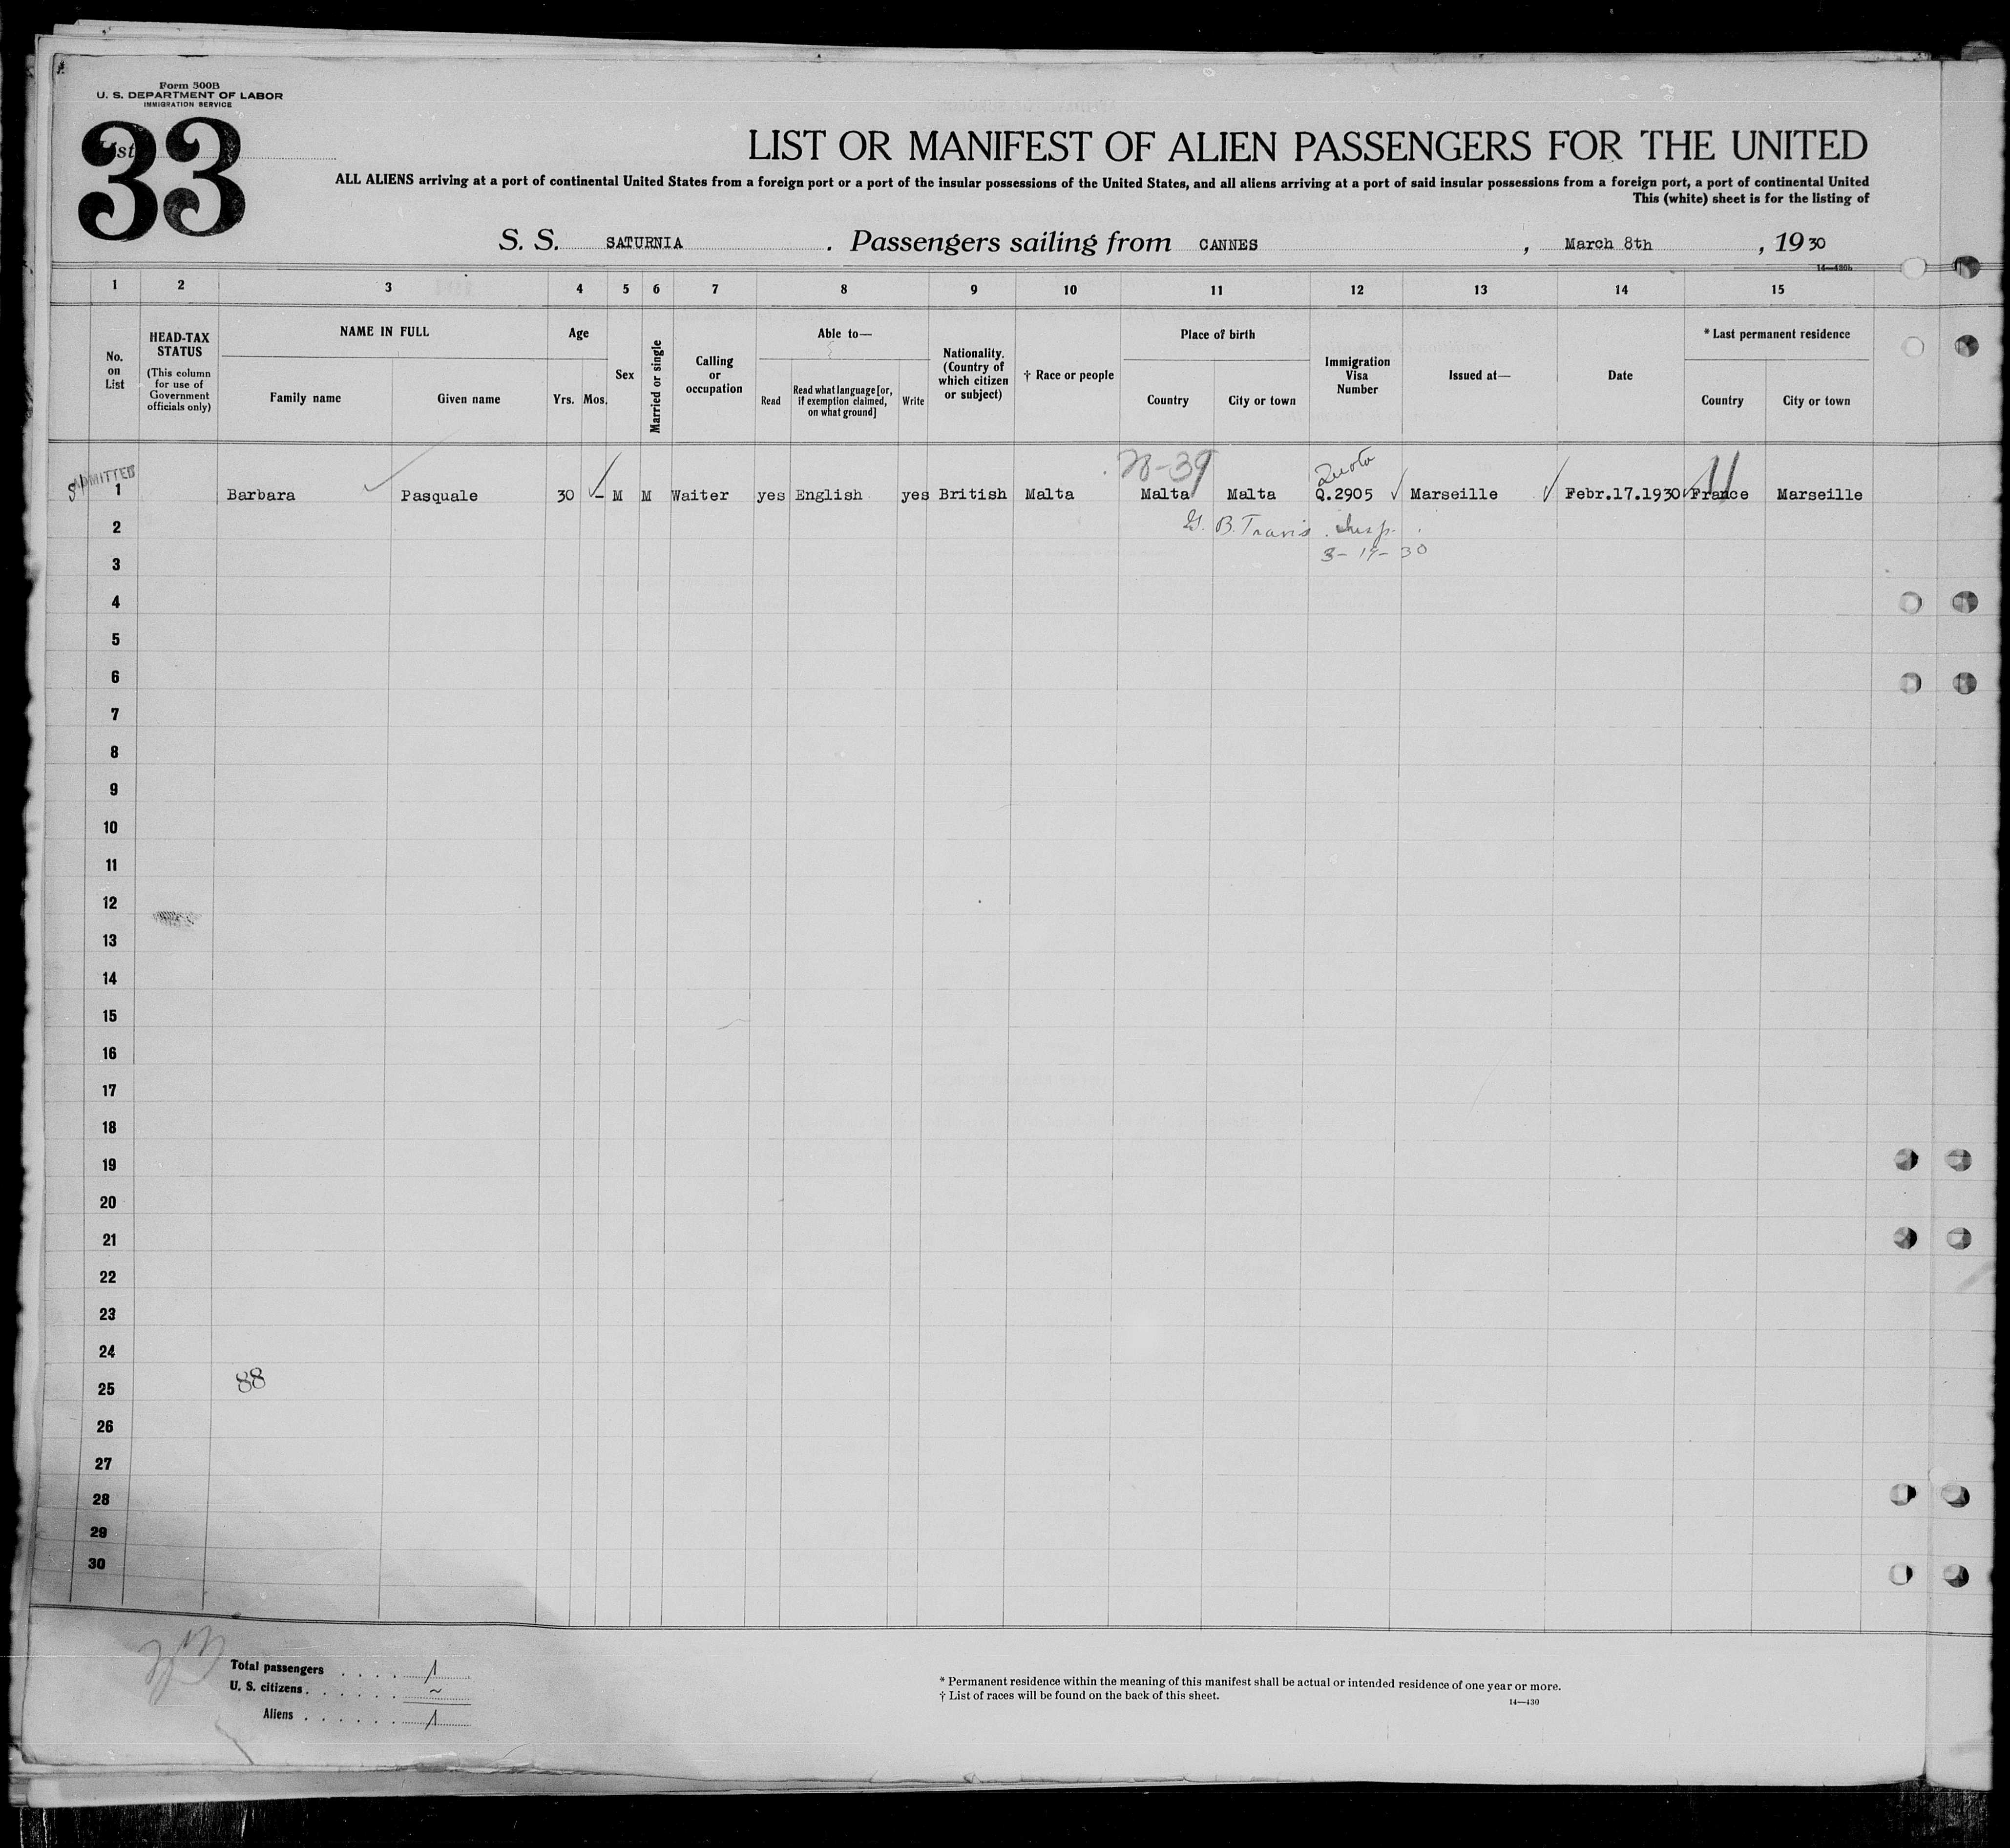 Form 500B
U. S. DEPARTMENT OF LABOR
IMMIGRATION SERVICE
List 33
LIST OR MANIFEST OF ALIEN PASSENGERS FOR THE UNITED
ALL ALIENS arriving at a port of continental United States from a foreign port or a port of the insular possessions of the United States, and all aliens arriving at a port of said insular possessions from a foreign port, a port of continental United
This (white) sheet is for the listing of
S. S. SATURNIA . Passengers sailing from CANNES , March 8th , 1930
14—430b
1 2 3 4 5 6 7 8 9 10 11 12 13 14 15
No. on List
HEAD-TAX STATUS (This column for use of Government officials only)
NAME IN FULL
Family name Given name
Age
Yrs. Mos.
Sex
Married or single
Calling or occupation
Able to—
Read Read what language [or, if exemption claimed, on what ground] Write
Nationality. (Country of which citizen or subject)
† Race or people
Place of birth
Country City or town
Immigration Visa Number
Issued at—
Date
* Last permanent residence
Country City or town
ADMITTED
28-39 Quota
1 Barbara Pasquale 30 – M M Waiter yes English yes British Malta Malta Malta Q.2905 Marseille Febr.17.1930 France Marseille
2 B. Travis Insp.
3
4
5
6
7
8
9
10
11
12
13
14
15
16
17
18
19
20
21
22
23
24
25 88
26
27
28
29
30
Total passengers . . . . 1
U. S. citizens . . . . . . ~
Aliens . . . . . . 1
* Permanent residence within the meaning of this manifest shall be actual or intended residence of one year or more.
† List of races will be found on the back of this sheet.
14—430